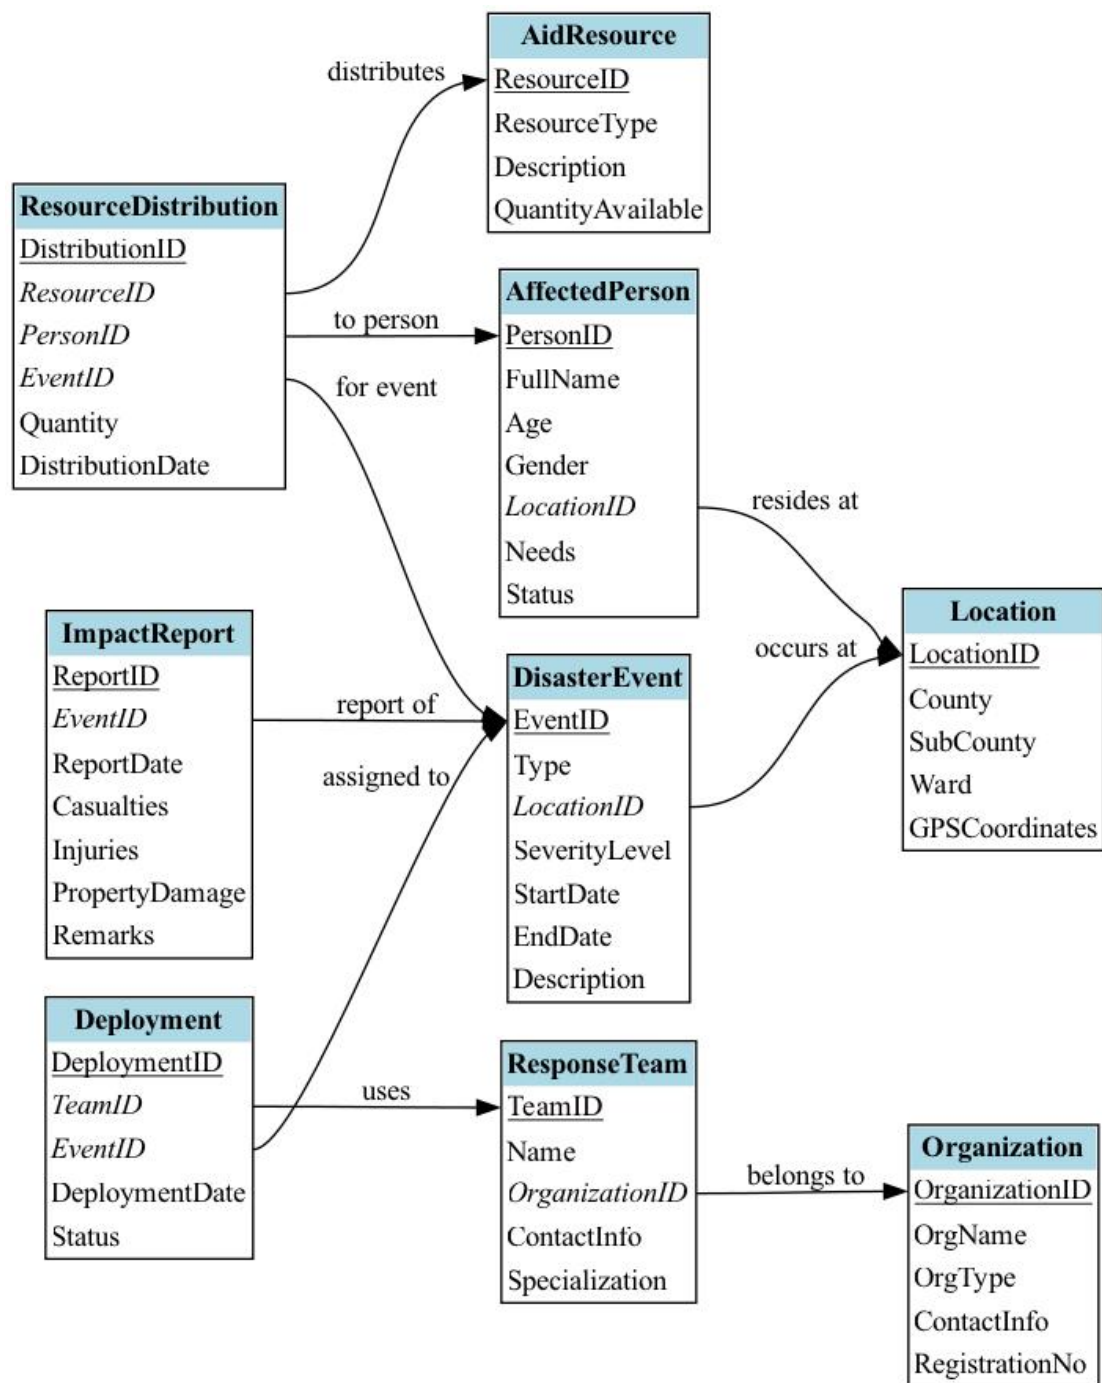 AidResource
ResourceID
ResourceType
Description
QuantityAvailable
distributes
ResourceDistribution
DistributionID
ResourceID
PersonID
EventID
Quantity
DistributionDate
to person
for event
AffectedPerson
PersonID
FullName
Age
Gender
LocationID
Needs
Status
resides at
occurs at
Location
LocationID
County
SubCounty
Ward
GPSCoordinates
ImpactReport
ReportID
EventID
ReportDate
Casualties
Injuries
PropertyDamage
Remarks
report of
assigned to
DisasterEvent
EventID
Type
LocationID
SeverityLevel
StartDate
EndDate
Description
Deployment
DeploymentID
TeamID
EventID
DeploymentDate
Status
uses
ResponseTeam
TeamID
Name
OrganizationID
ContactInfo
Specialization
belongs to
Organization
OrganizationID
OrgName
OrgType
ContactInfo
RegistrationNo